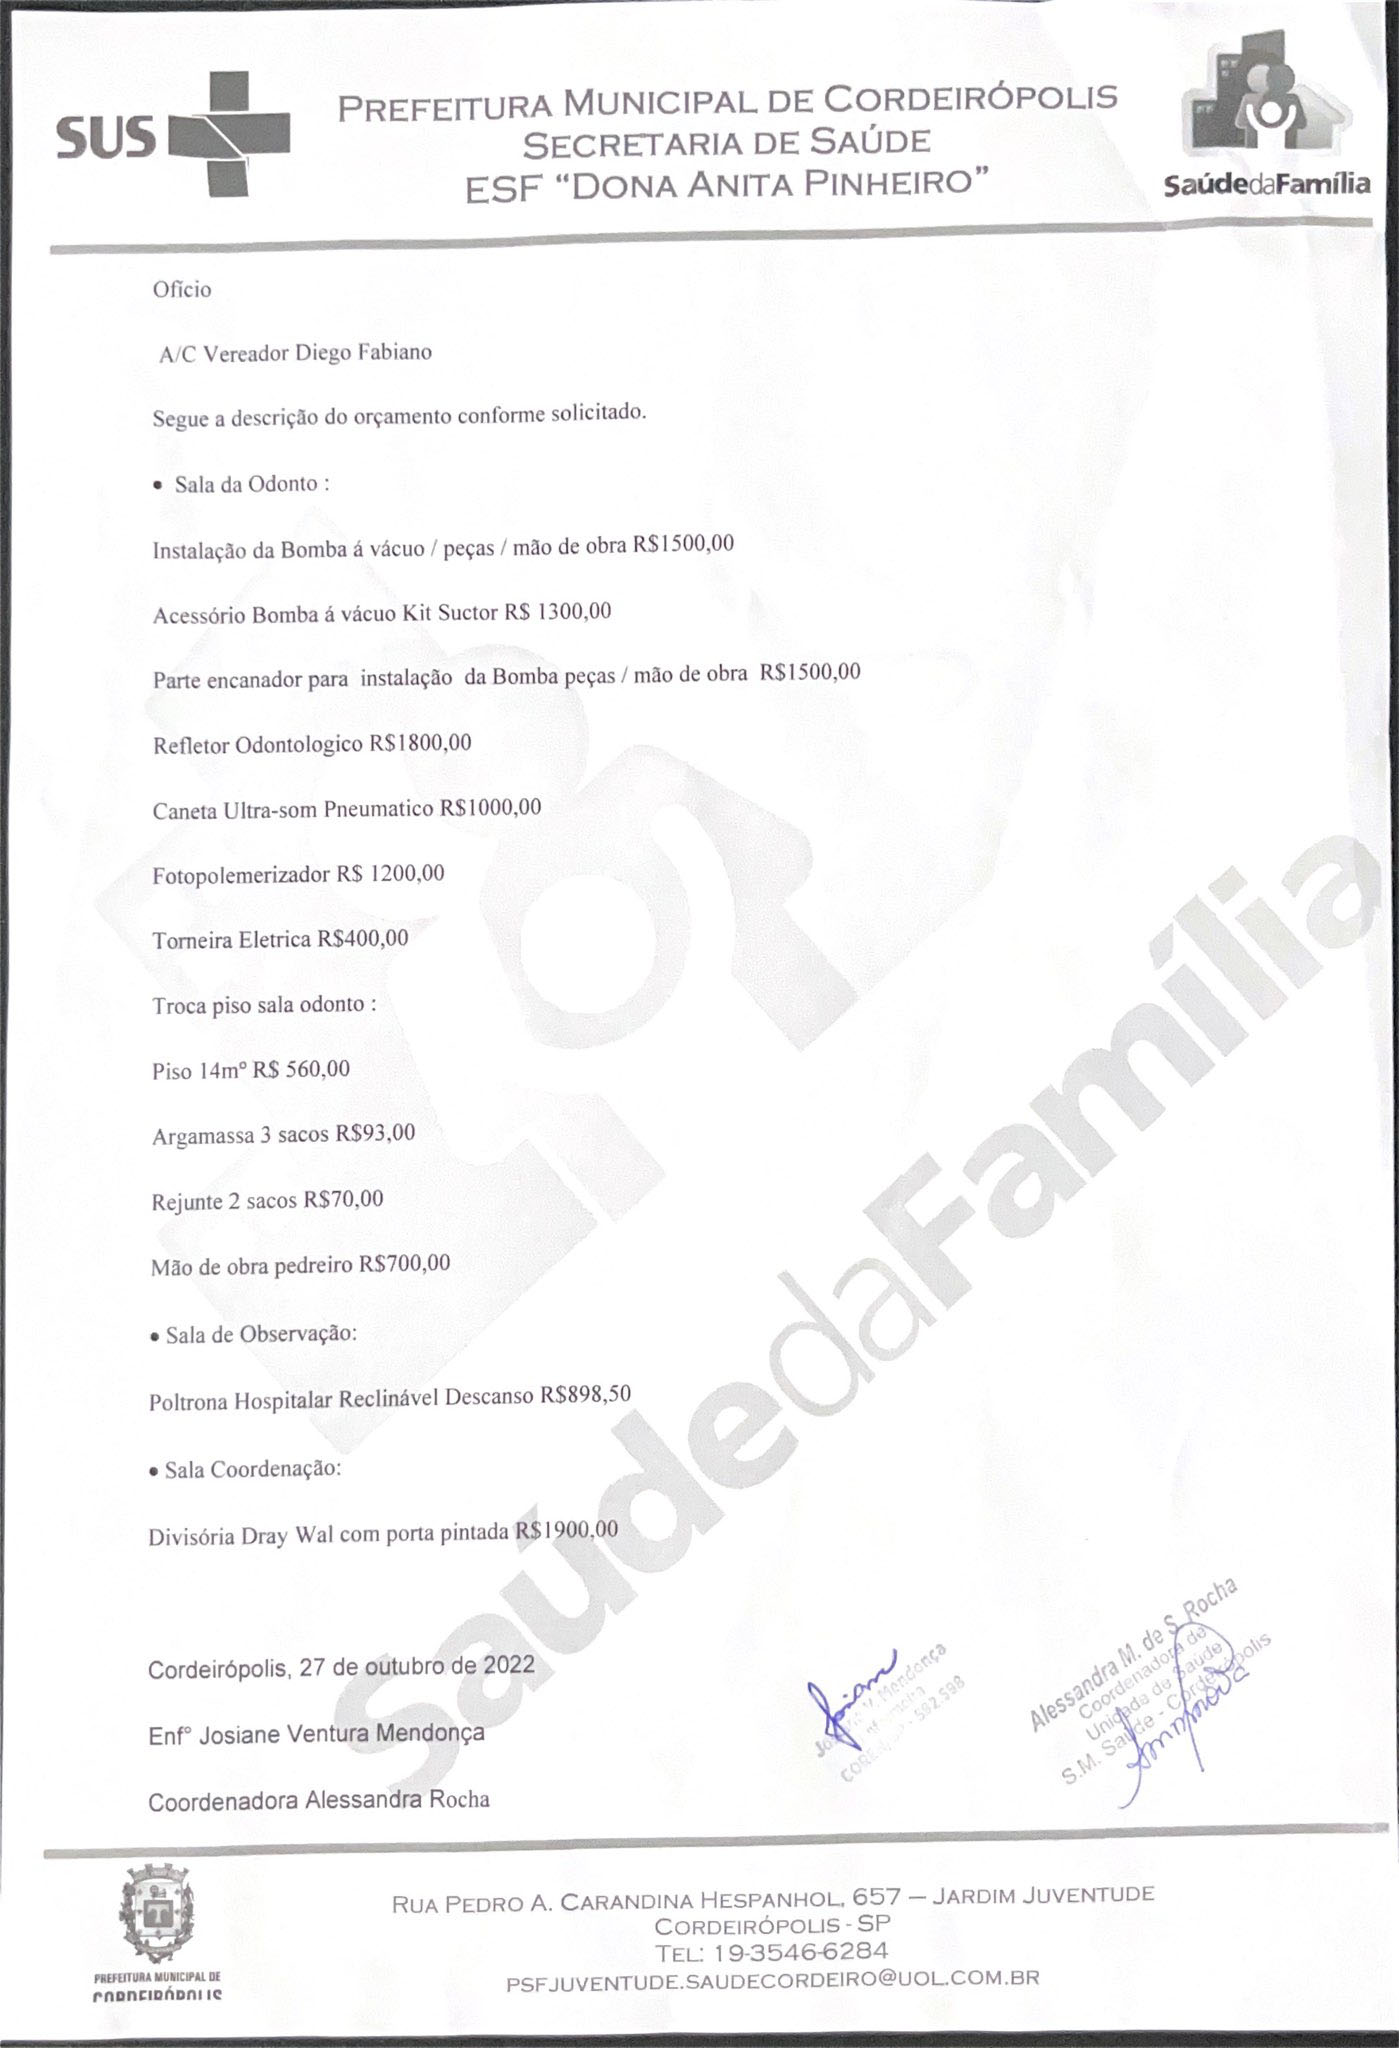 SUS
PREFEITURA MUNICIPAL DE CORDEIRÓPOLIS
SECRETARIA DE SAÚDE
ESF “DONA ANITA PINHEIRO”
SaúdedaFamília
Ofício
A/C Vereador Diego Fabiano
Segue a descrição do orçamento conforme solicitado.
• Sala da Odonto :
Instalação da Bomba á vácuo / peças / mão de obra R$1500,00
Acessório Bomba á vácuo Kit Suctor R$ 1300,00
Parte encanador para instalação da Bomba peças / mão de obra R$1500,00
Refletor Odontologico R$1800,00
Caneta Ultra-som Pneumatico R$1000,00
Fotopolemerizador R$ 1200,00
Torneira Eletrica R$400,00
Troca piso sala odonto :
Piso 14mº R$ 560,00
Argamassa 3 sacos R$93,00
Rejunte 2 sacos R$70,00
Mão de obra pedreiro R$700,00
• Sala de Observação:
Poltrona Hospitalar Reclinável Descanso R$898,50
• Sala Coordenação:
Divisória Dray Wal com porta pintada R$1900,00
SaúdedaFamília
Cordeirópolis, 27 de outubro de 2022
Enfº Josiane Ventura Mendonça
Coordenadora Alessandra Rocha
Mendonça
592.598
Alessandra M. de S. Rocha
Coordenadora de
Unidade de Saúde
S.M. Saúde - Cordeirópolis
PREFEITURA MUNICIPAL DE
CORDEIRÓPOLIS
RUA PEDRO A. CARANDINA HESPANHOL, 657 – JARDIM JUVENTUDE
CORDEIRÓPOLIS - SP
TEL: 19-3546-6284
PSFJUVENTUDE.SAUDECORDEIRO@UOL.COM.BR